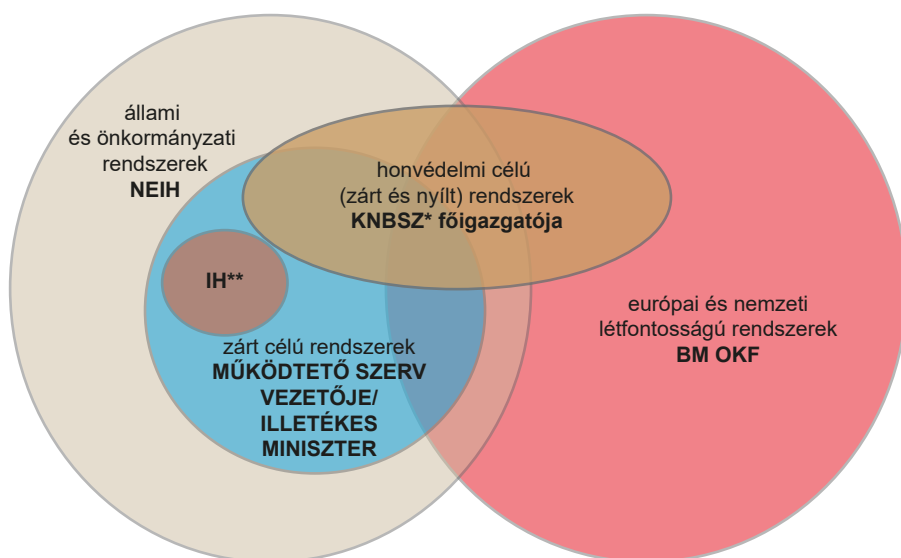 állami
és önkormányzati
rendszerek
NEIH
honvédelmi célú
(zárt és nyílt) rendszerek
KNBSZ* főigazgatója
IH**
zárt célú rendszerek
MŰKÖDTETŐ SZERV
VEZETŐJE/
ILLETÉKES
MINISZTER
európai és nemzeti
létfontosságú rendszerek
BM OKF